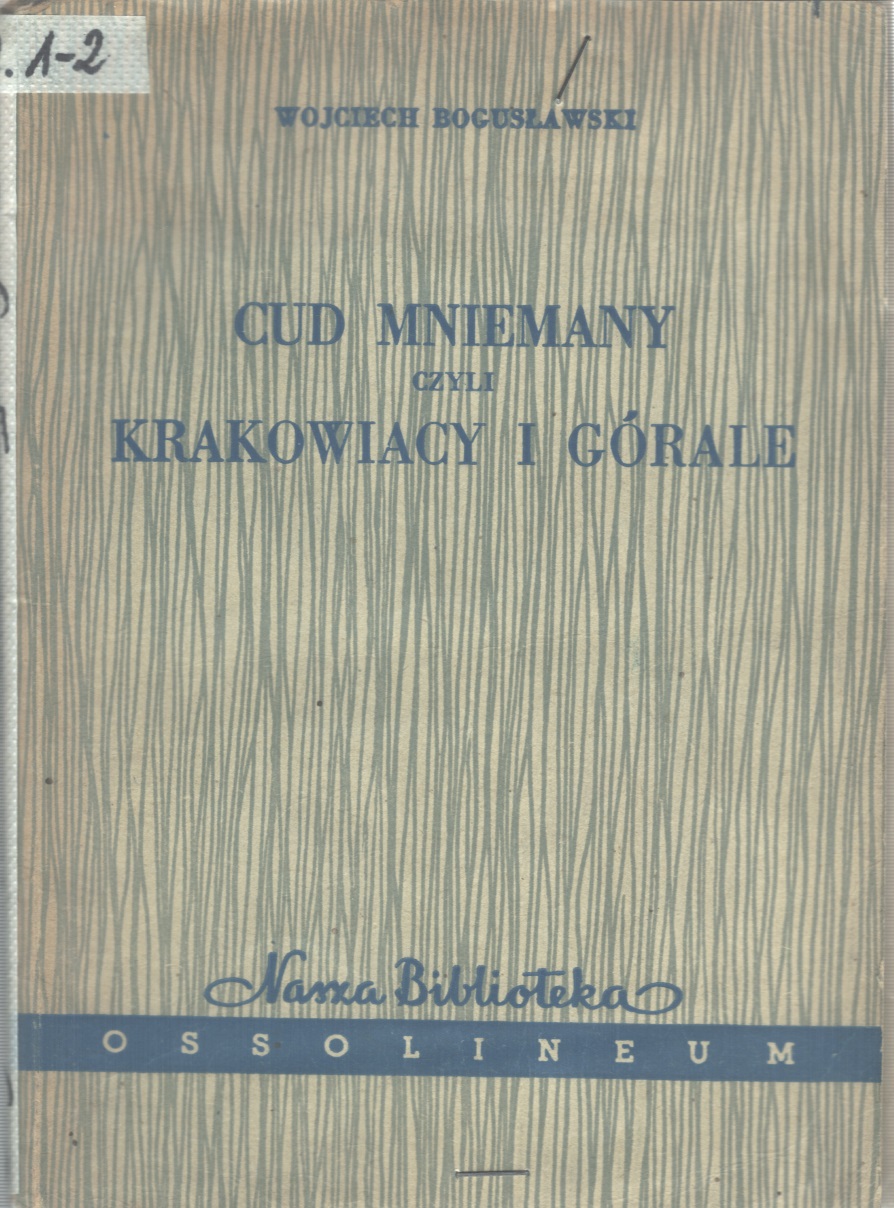 1-2
WOJCIECH BOGUSŁAWSKI
CUD MNIEMANY
CZYLI
KRAKOWIACY I GÓRALE
Nasza Biblioteka
OSSOLINEUM